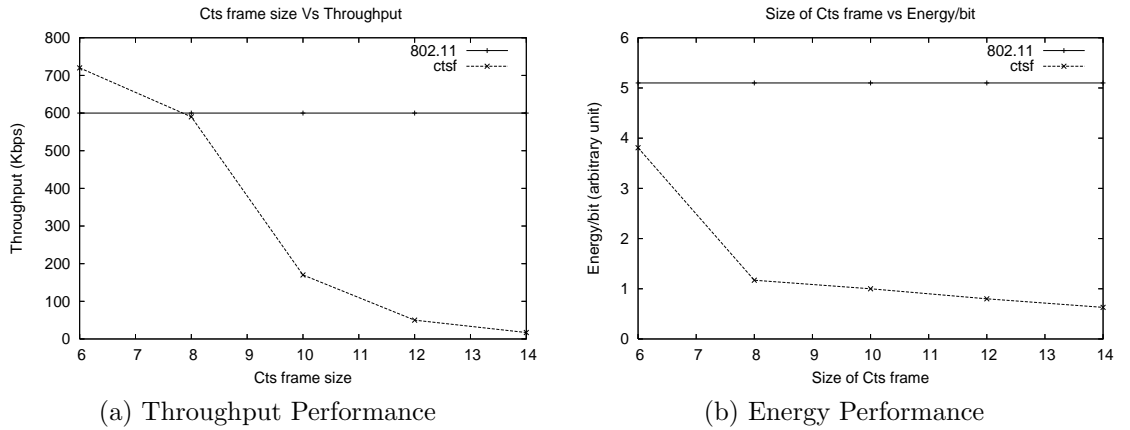 Cts frame size Vs Throughput
800
700
600
500
400
300
200
100
0
Throughput (Kbps)
802.11
ctsf
6 7 8 9 10 11 12 13 14
Cts frame size
(a) Throughput Performance
Size of Cts frame vs Energy/bit
6
5
4
3
2
1
0
Energy/bit (arbitrary unit)
802.11
ctsf
6 7 8 9 10 11 12 13 14
Size of Cts frame
(b) Energy Performance